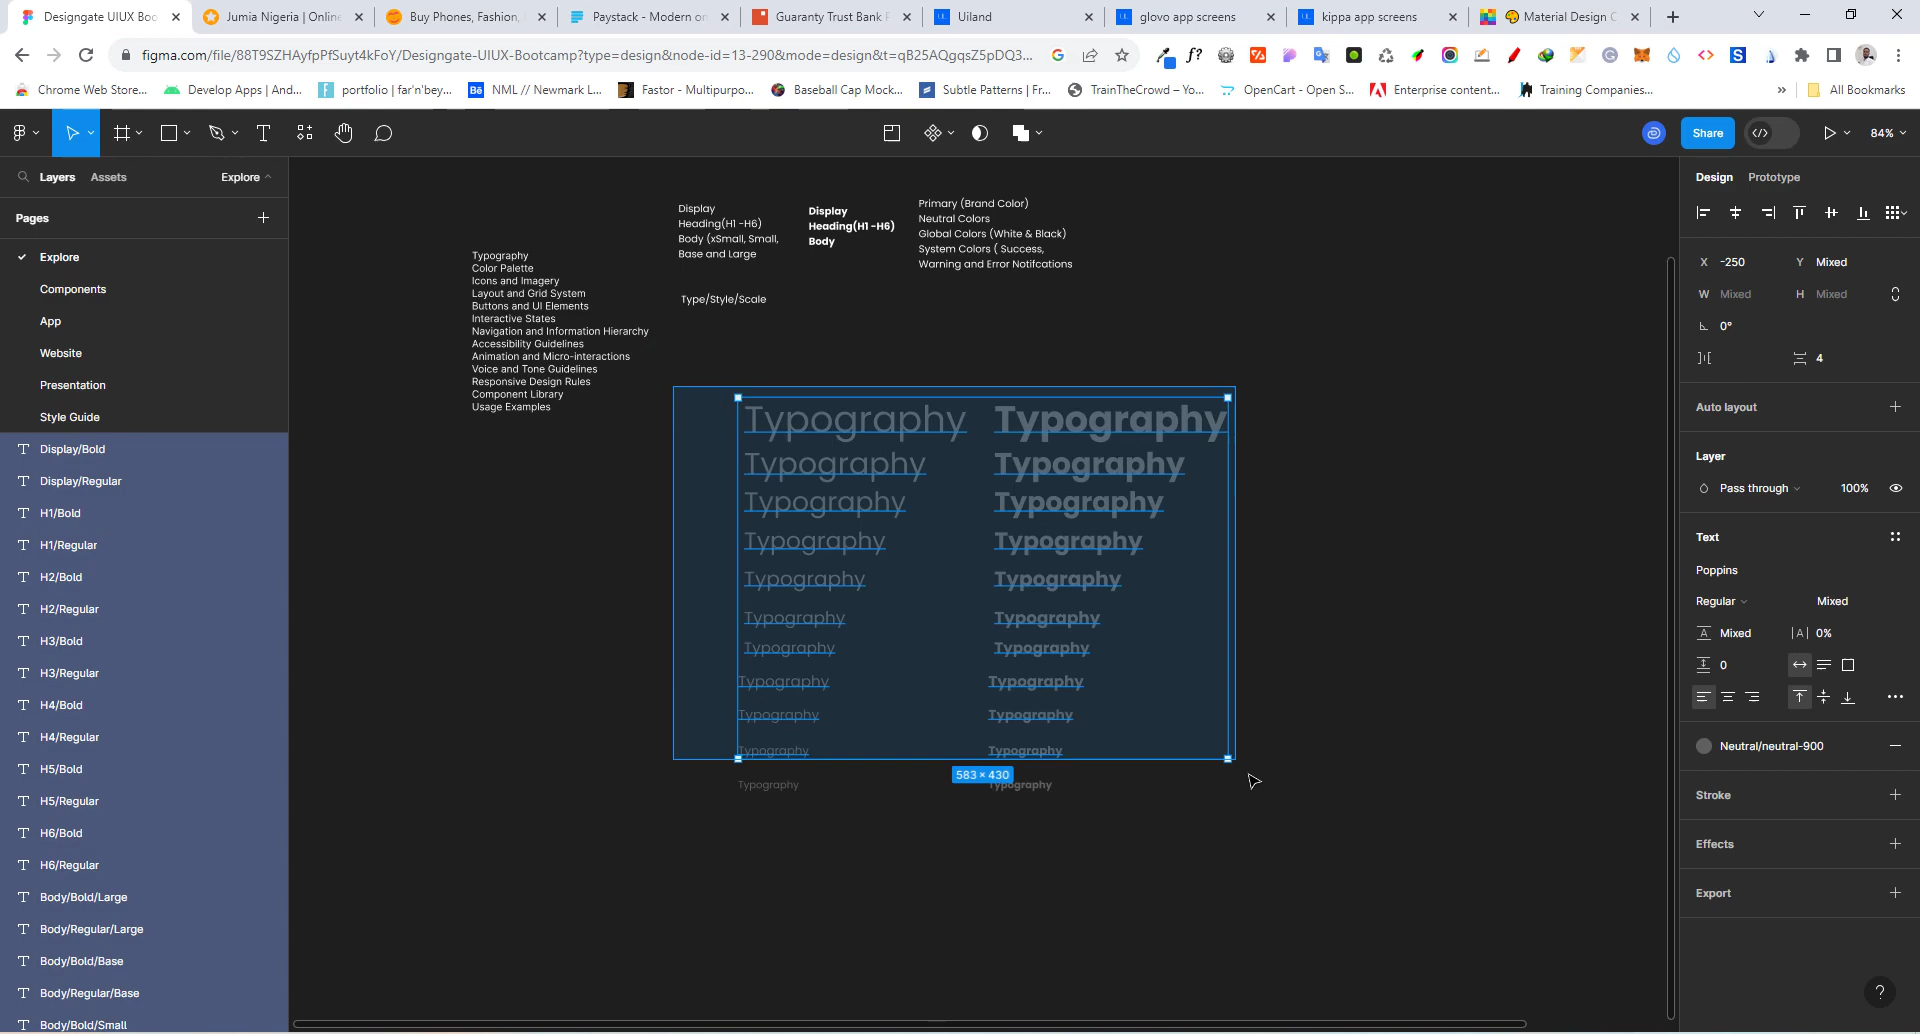 Designgate UIUX Boo
Jumia Nigeria | Online
Buy Phones, Fashion,
Paystack - Modern on
Guaranty Trust Bank
Uiland
glovo app screens
kippa app screens
Material Design
figma.com/file/88T9SZHAyfpPfSuyt4kFoY/Designgate-UIUX-Bootcamp?type=design&node-id=13-290&mode=design&t=qB25AQgqsZ5pDQ3...
Chrome Web Store...
Develop Apps | And...
portfolio | far'n'bey...
NML // Newmark L...
Fastor - Multipurpo...
Baseball Cap Mock...
Subtle Patterns | Fr...
TrainTheCrowd – Yo...
OpenCart - Open S...
Enterprise content...
Training Companies...
»
All Bookmarks
Share
84%
Layers
Assets
Explore
Pages
Explore
Components
App
Website
Presentation
Style Guide
Display/Bold
Display/Regular
H1/Bold
H1/Regular
H2/Bold
H2/Regular
H3/Bold
H3/Regular
H4/Bold
H4/Regular
H5/Bold
H5/Regular
H6/Bold
H6/Regular
Body/Bold/Large
Body/Regular/Large
Body/Bold/Base
Body/Regular/Base
Body/Bold/Small
Typography
Color Palette
Icons and Imagery
Layout and Grid System
Buttons and UI Elements
Interactive States
Navigation and Information Hierarchy
Accessibility Guidelines
Animation and Micro-interactions
Voice and Tone Guidelines
Responsive Design Rules
Component Library
Usage Examples
Display
Heading(H1 -H6)
Body (xSmall, Small,
Base and Large
Type/Style/Scale
Display
Heading(H1 -H6)
Body
Primary (Brand Color)
Neutral Colors
Global Colors (White & Black)
System Colors ( Success,
Warning and Error Notifcations
Typography Typography
Typography Typography
Typography Typography
Typography Typography
Typography Typography
Typography Typography
Typography Typography
Typography Typography
Typography Typography
Typography Typography
583 × 430
Typography Typography
Design
Prototype
X -250 Y Mixed
W Mixed H Mixed
0°
4
Auto layout
Layer
Pass through 100%
Text
Poppins
Regular Mixed
Mixed |A| 0%
0
Neutral/neutral-900
Stroke
Effects
Export
?